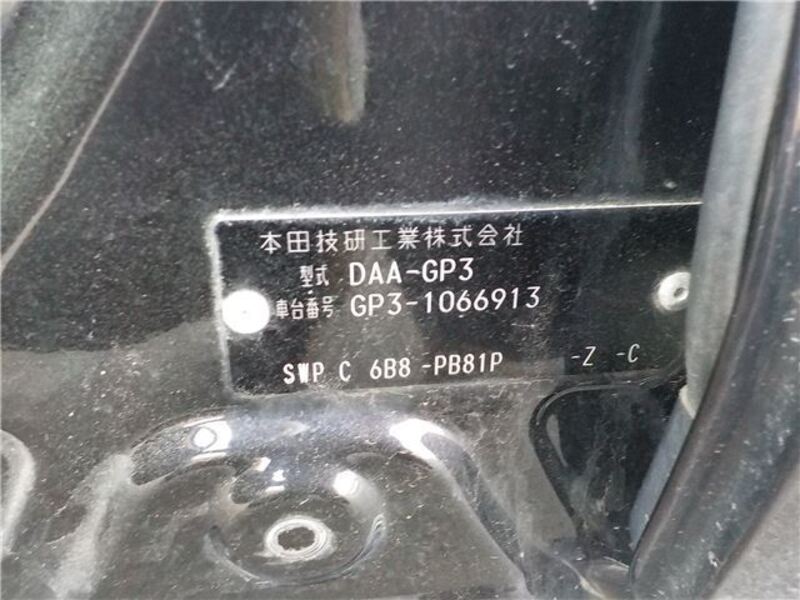 本田技研工業株式会社
型式 DAA-GP3
車台番号 GP3-1066913
SWP C 6B8 -PB81P -Z -C